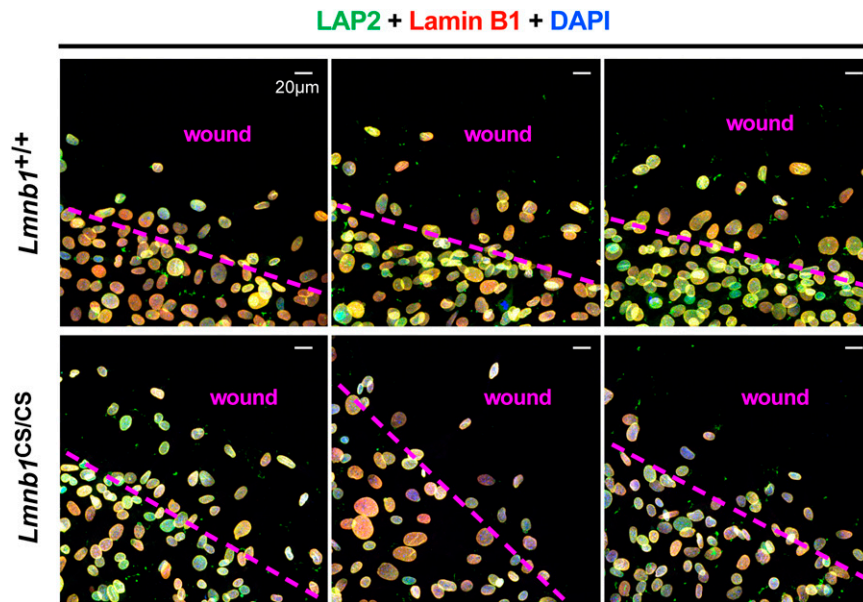 LAP2 + Lamin B1 + DAPI
Lmnb1+/+
20µm
wound
wound
wound
Lmnb1CS/CS
wound
wound
wound